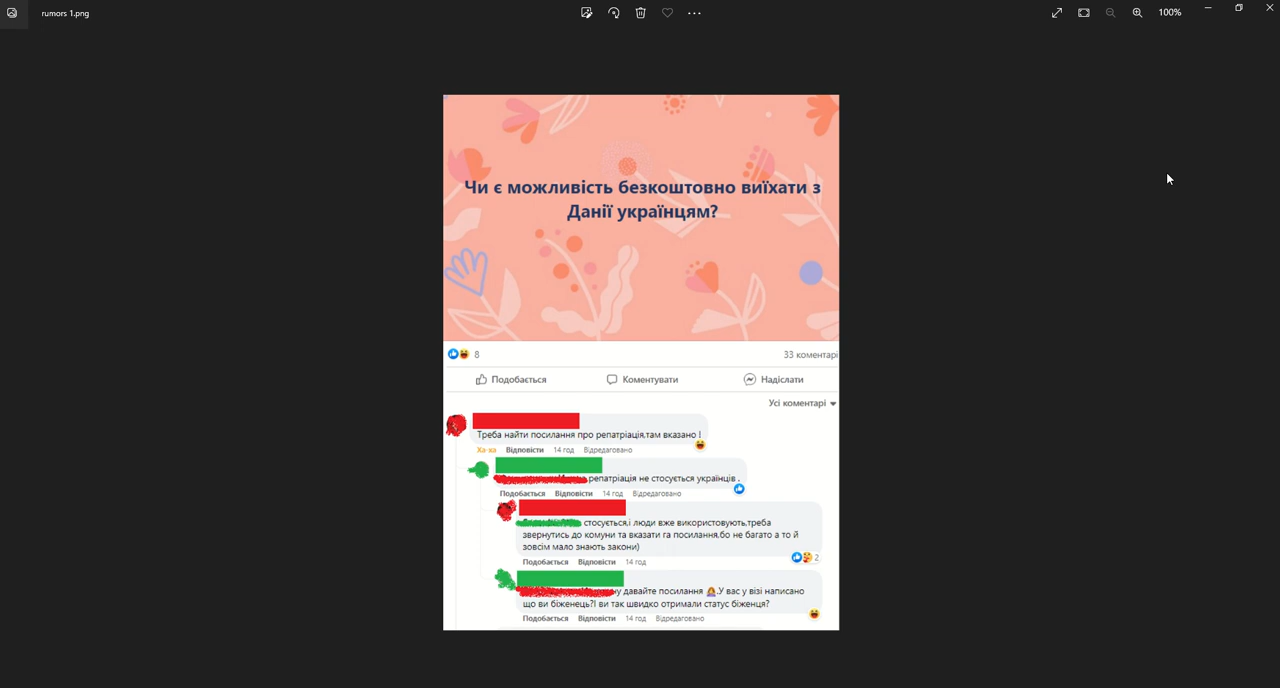 rumors 1.png
100%
Чи є можливість безкоштовно виїхати з
Данії українцям?
8
33 коментарі
Подобається
Коментувати
Надіслати
Усі коментарі
Треба найти посилання про репатріація,там вказано !
Ха-ха Відповісти 14 год Відредаговано
,репатріація не стосується українців .
Подобається Відповісти 14 год Відредаговано
стосується,і люди вже використовують,треба
звернутись до комуни та вказати га посилання,бо не багато а то й
зовсім мало знають закони)
2
Подобається Відповісти 14 год
ну давайте посилання 🤦‍♀️.У вас у візі написано
що ви біженець?І ви так швидко отримали статус біженця?
Подобається Відповісти 14 год Відредаговано